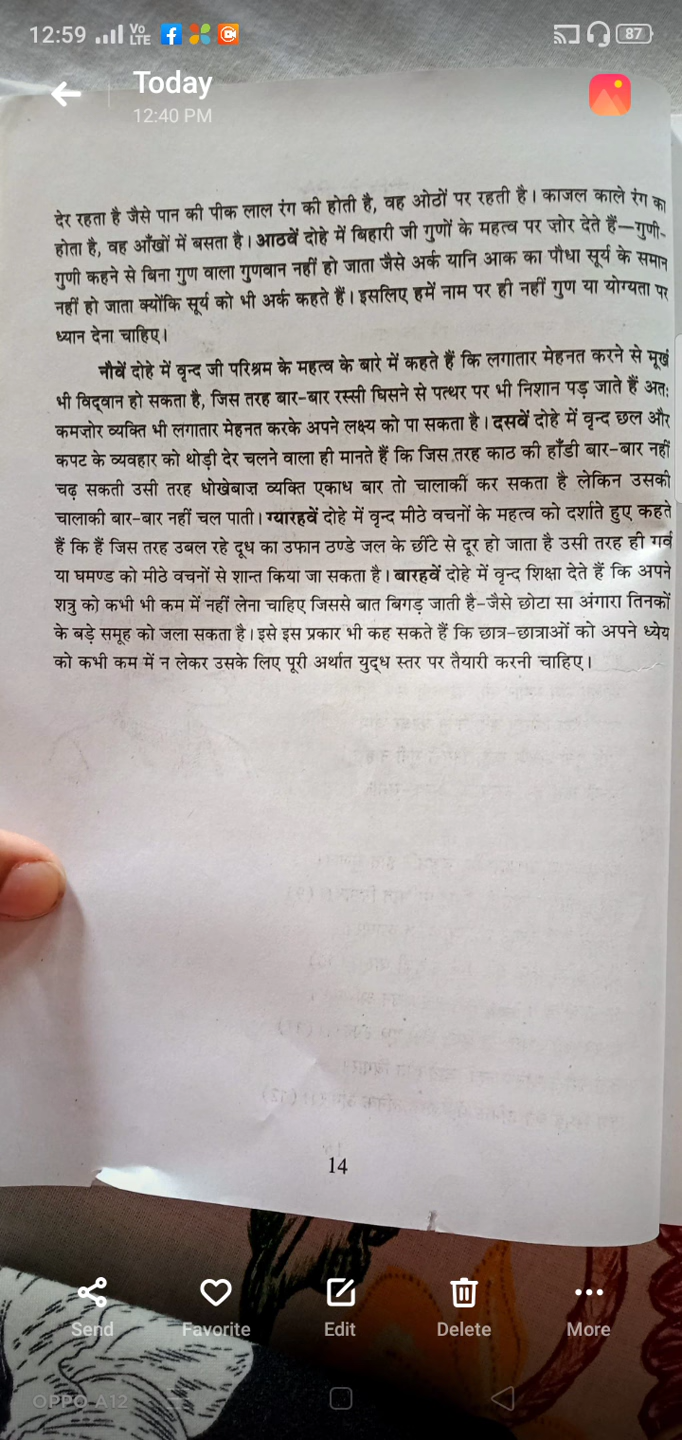 12:59
Vo LTE
87
Today
12:40 PM
देर रहता है जैसे पान की पीक लाल रंग की होती है, वह ओठों पर रहती है। काजल काले रंग का
होता है, वह आँखों में बसता है। आठवें दोहे में बिहारी जी गुणों के महत्व पर ज़ोर देते हैं—गुणी-
गुणी कहने से बिना गुण वाला गुणवान नहीं हो जाता जैसे अर्क यानि आक का पौधा सूर्य के समान
नहीं हो जाता क्योंकि सूर्य को भी अर्क कहते हैं। इसलिए हमें नाम पर ही नहीं गुण या योग्यता पर
ध्यान देना चाहिए।
नौवें दोहे में वृन्द जी परिश्रम के महत्व के बारे में कहते हैं कि लगातार मेहनत करने से मूर्ख
भी विद्वान हो सकता है, जिस तरह बार-बार रस्सी घिसने से पत्थर पर भी निशान पड़ जाते हैं अत:
कमज़ोर व्यक्ति भी लगातार मेहनत करके अपने लक्ष्य को पा सकता है। दसवें दोहे में वृन्द छल और
कपट के व्यवहार को थोड़ी देर चलने वाला ही मानते हैं कि जिस तरह काठ की हाँडी बार-बार नहीं
चढ़ सकती उसी तरह धोखेबाज़ व्यक्ति एकाध बार तो चालाकी कर सकता है लेकिन उसकी
चालाकी बार-बार नहीं चल पाती। ग्यारहवें दोहे में वृन्द मीठे वचनों के महत्व को दर्शाते हुए कहते
हैं कि हैं जिस तरह उबल रहे दूध का उफान ठण्डे जल के छींटे से दूर हो जाता है उसी तरह ही गर्व
या घमण्ड को मीठे वचनों से शान्त किया जा सकता है। बारहवें दोहे में वृन्द शिक्षा देते हैं कि अपने
शत्रु को कभी भी कम में नहीं लेना चाहिए जिससे बात बिगड़ जाती है-जैसे छोटा सा अंगारा तिनकों
के बड़े समूह को जला सकता है। इसे इस प्रकार भी कह सकते हैं कि छात्र-छात्राओं को अपने ध्येय
को कभी कम में न लेकर उसके लिए पूरी अर्थात युद्ध स्तर पर तैयारी करनी चाहिए।
14
Send Favorite Edit Delete More
OPPO A12